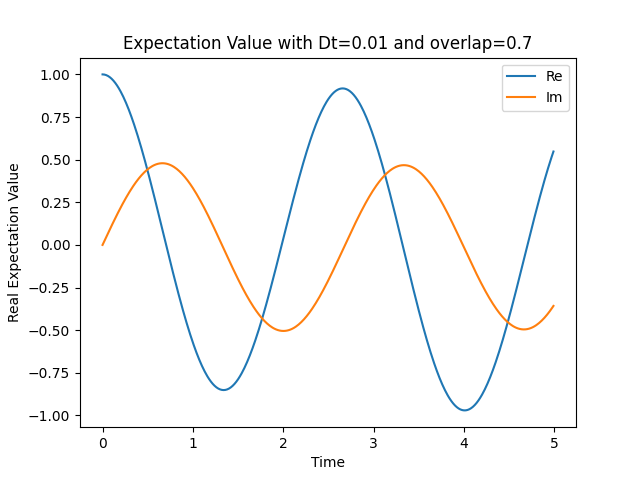 Expectation Value with Dt=0.01 and overlap=0.7
Re
Im
Real Expectation Value
1.00
0.75
0.50
0.25
0.00
−0.25
−0.50
−0.75
−1.00
0 1 2 3 4 5
Time